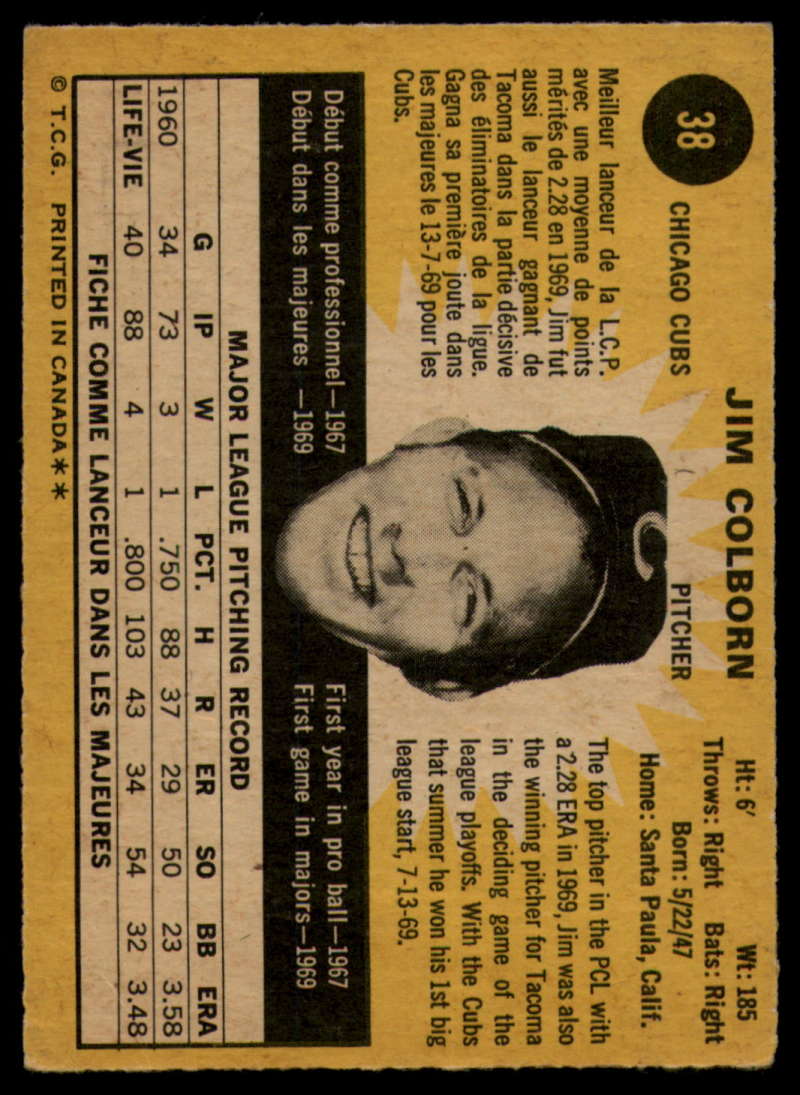 38
JIM COLBORN
CHICAGO CUBS
PITCHER
Ht: 6' Wt: 185
Throws: Right Bats: Right
Born: 5/22/47
Home: Santa Paula, Calif.
Meilleur lanceur de la L.C.P.
avec une moyenne de points
mérités de 2.28 en 1969, Jim fut
aussi le lanceur gagnant de
Tacoma dans la partie décisive
des éliminatoires de la ligue.
Gagna sa première joute dans
les majeures le 13-7-69 pour les
Cubs.
The top pitcher in the PCL with
a 2.28 ERA in 1969, Jim was also
the winning pitcher for Tacoma
in the deciding game of the
league playoffs. With the Cubs
that summer he won his 1st big
league start, 7-13-69.
Début comme professionnel—1967
Début dans les majeures —1969
First year in pro ball—1967
First game in majors—1969
MAJOR LEAGUE PITCHING RECORD
G IP W L PCT. H R ER SO BB ERA
1960 34 73 3 1 .750 88 37 29 50 23 3.58
LIFE-VIE 40 88 4 1 .800 103 43 34 54 32 3.48
FICHE COMME LANCEUR DANS LES MAJEURES
© T.C.G. PRINTED IN CANADA**